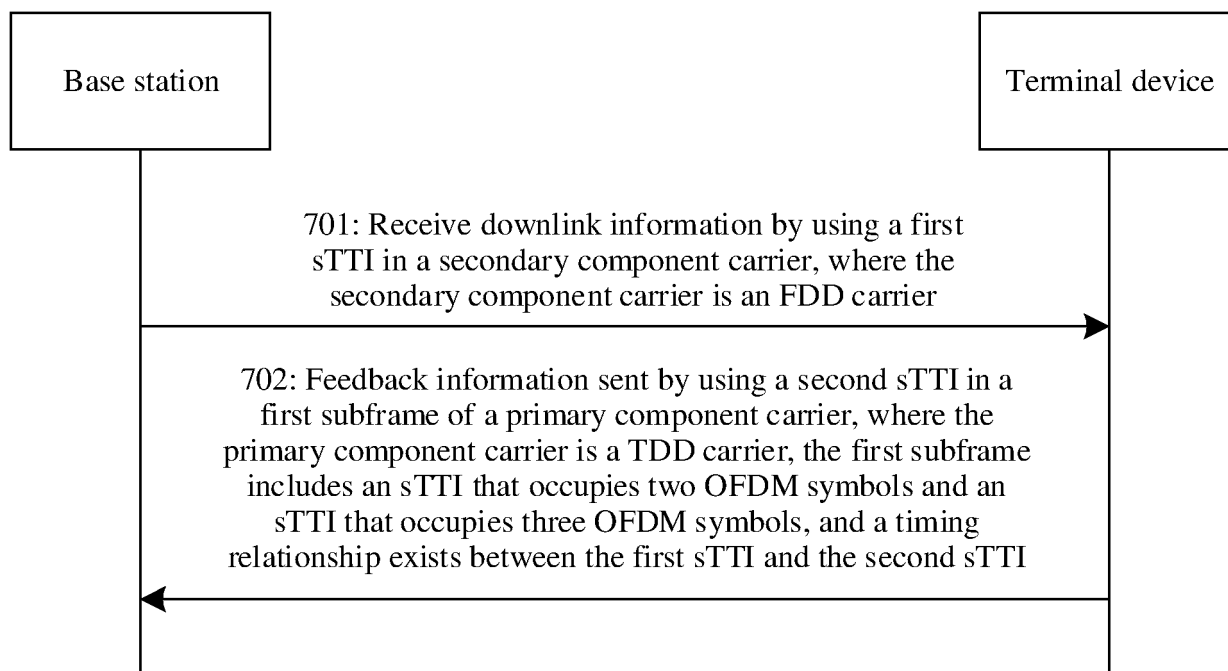 Base station
Terminal device
701: Receive downlink information by using a first
sTTI in a secondary component carrier, where the
secondary component carrier is an FDD carrier
702: Feedback information sent by using a second sTTI in a
first subframe of a primary component carrier, where the
primary component carrier is a TDD carrier, the first subframe
includes an sTTI that occupies two OFDM symbols and an
sTTI that occupies three OFDM symbols, and a timing
relationship exists between the first sTTI and the second sTTI